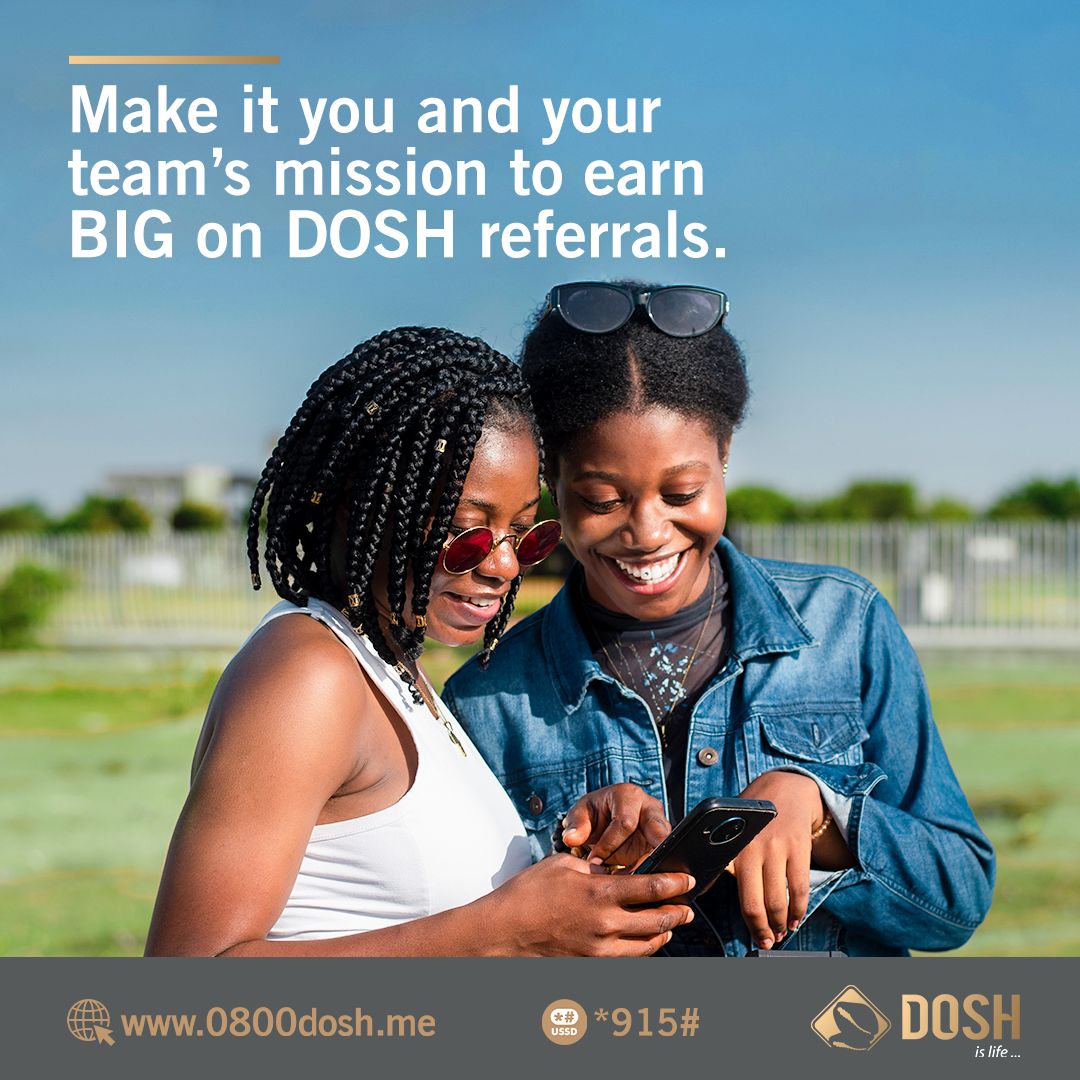 Make it you and your
team’s mission to earn
BIG on DOSH referrals.
www.0800dosh.me
*#
USSD
*915#
DOSH
is life ...